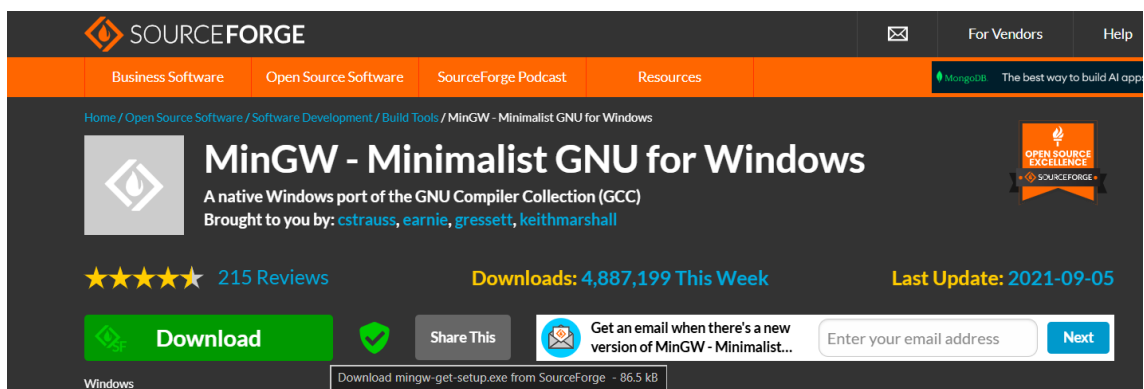 SOURCEFORGE
For Vendors
Help
Business Software
Open Source Software
SourceForge Podcast
Resources
MongoDB. The best way to build AI apps
Home / Open Source Software / Software Development / Build Tools / MinGW - Minimalist GNU for Windows
MinGW - Minimalist GNU for Windows
A native Windows port of the GNU Compiler Collection (GCC)
Brought to you by: cstrauss, earnie, gressett, keithmarshall
OPEN SOURCE
EXCELLENCE
SOURCEFORGE
215 Reviews
Downloads: 4,887,199 This Week
Last Update: 2021-09-05
SF
Download
Share This
Get an email when there's a new
version of MinGW - Minimalist...
Enter your email address
Next
Windows
Download mingw-get-setup.exe from SourceForge - 86.5 kB